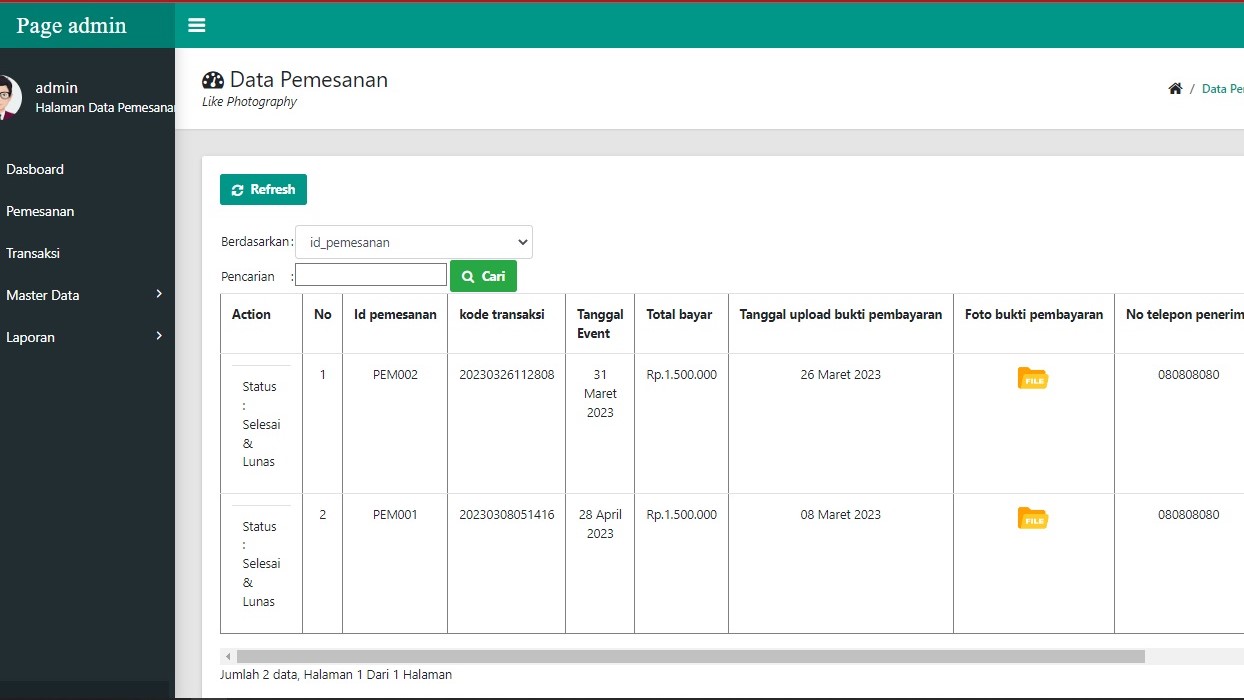 Page admin
admin
Halaman Data Pemesanan
Dasboard
Pemesanan
Transaksi
Master Data
Laporan
Data Pemesanan
Like Photography
/ Data Pe
Refresh
Berdasarkan : id_pemesanan
Pencarian :
Cari
Action No Id pemesanan kode transaksi Tanggal Event Total bayar Tanggal upload bukti pembayaran Foto bukti pembayaran No telepon penerim
Status : Selesai & Lunas 1 PEM002 20230326112808 31 Maret 2023 Rp.1.500.000 26 Maret 2023 FILE 080808080
Status : Selesai & Lunas 2 PEM001 20230308051416 28 April 2023 Rp.1.500.000 08 Maret 2023 FILE 080808080
Jumlah 2 data, Halaman 1 Dari 1 Halaman